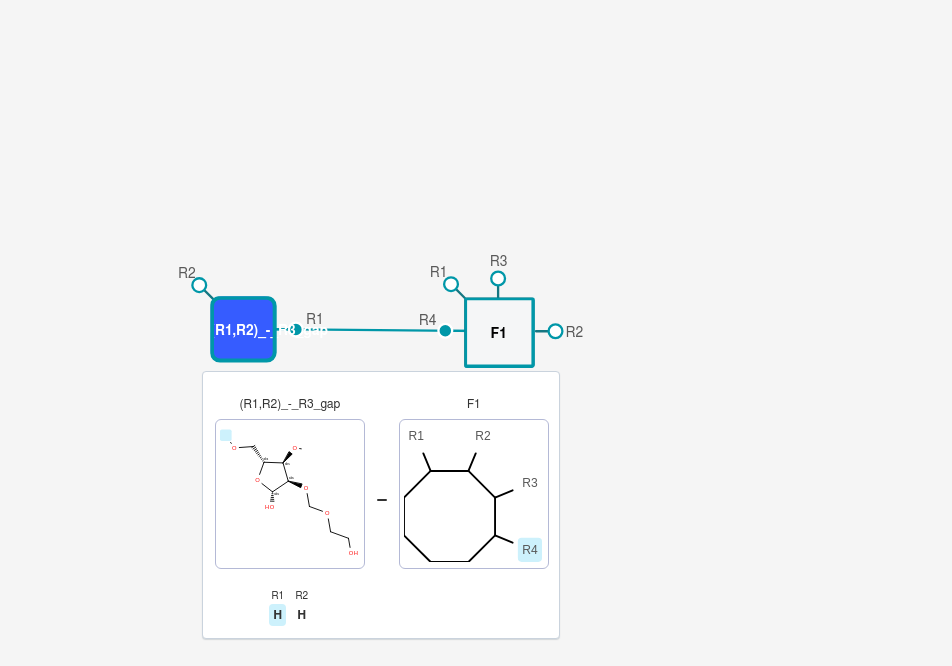 R2
R1
R3
R1,R2)_-_R3_gap
R1
R4
F1
R2
(R1,R2)_-_R3_gap
F1
R1
R2
R3
R4
O
O
O
O
HO
O
OH
R1 R2
H H